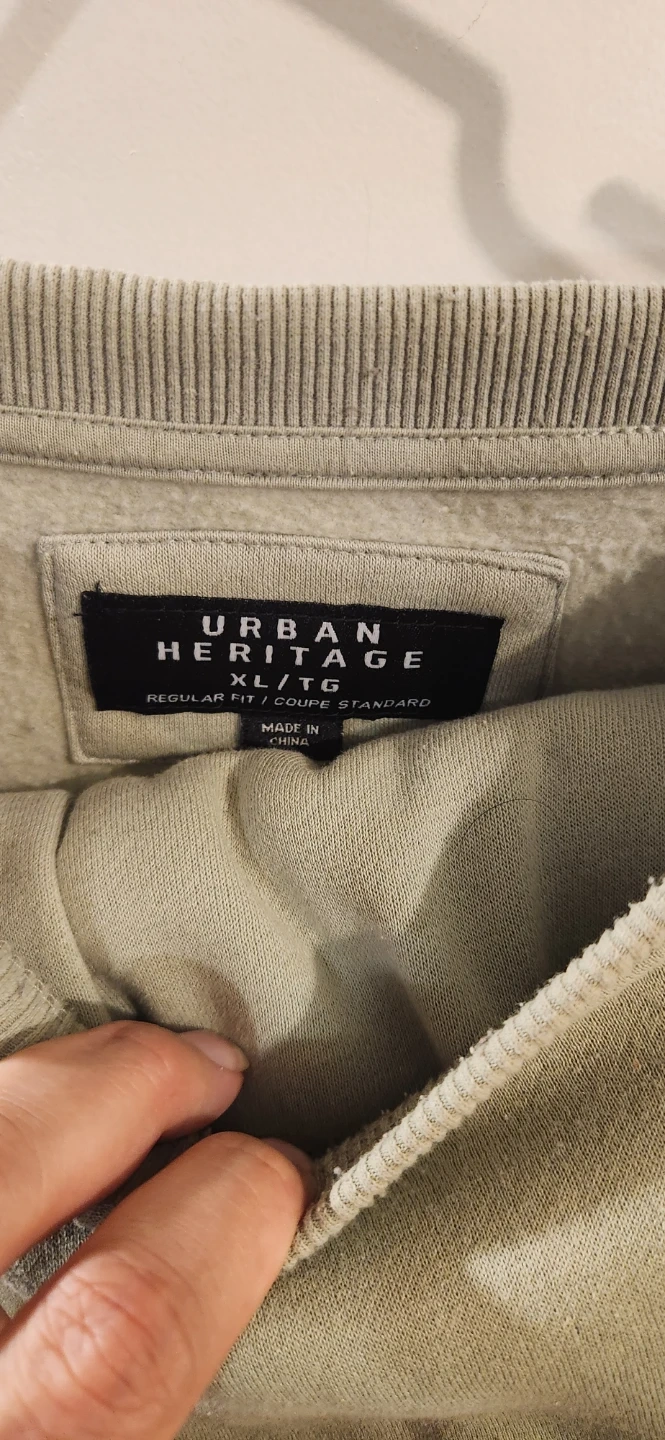 URBAN
HERITAGE
XL/TG
REGULAR FIT / COUPE STANDARD
MADE IN
CHINA